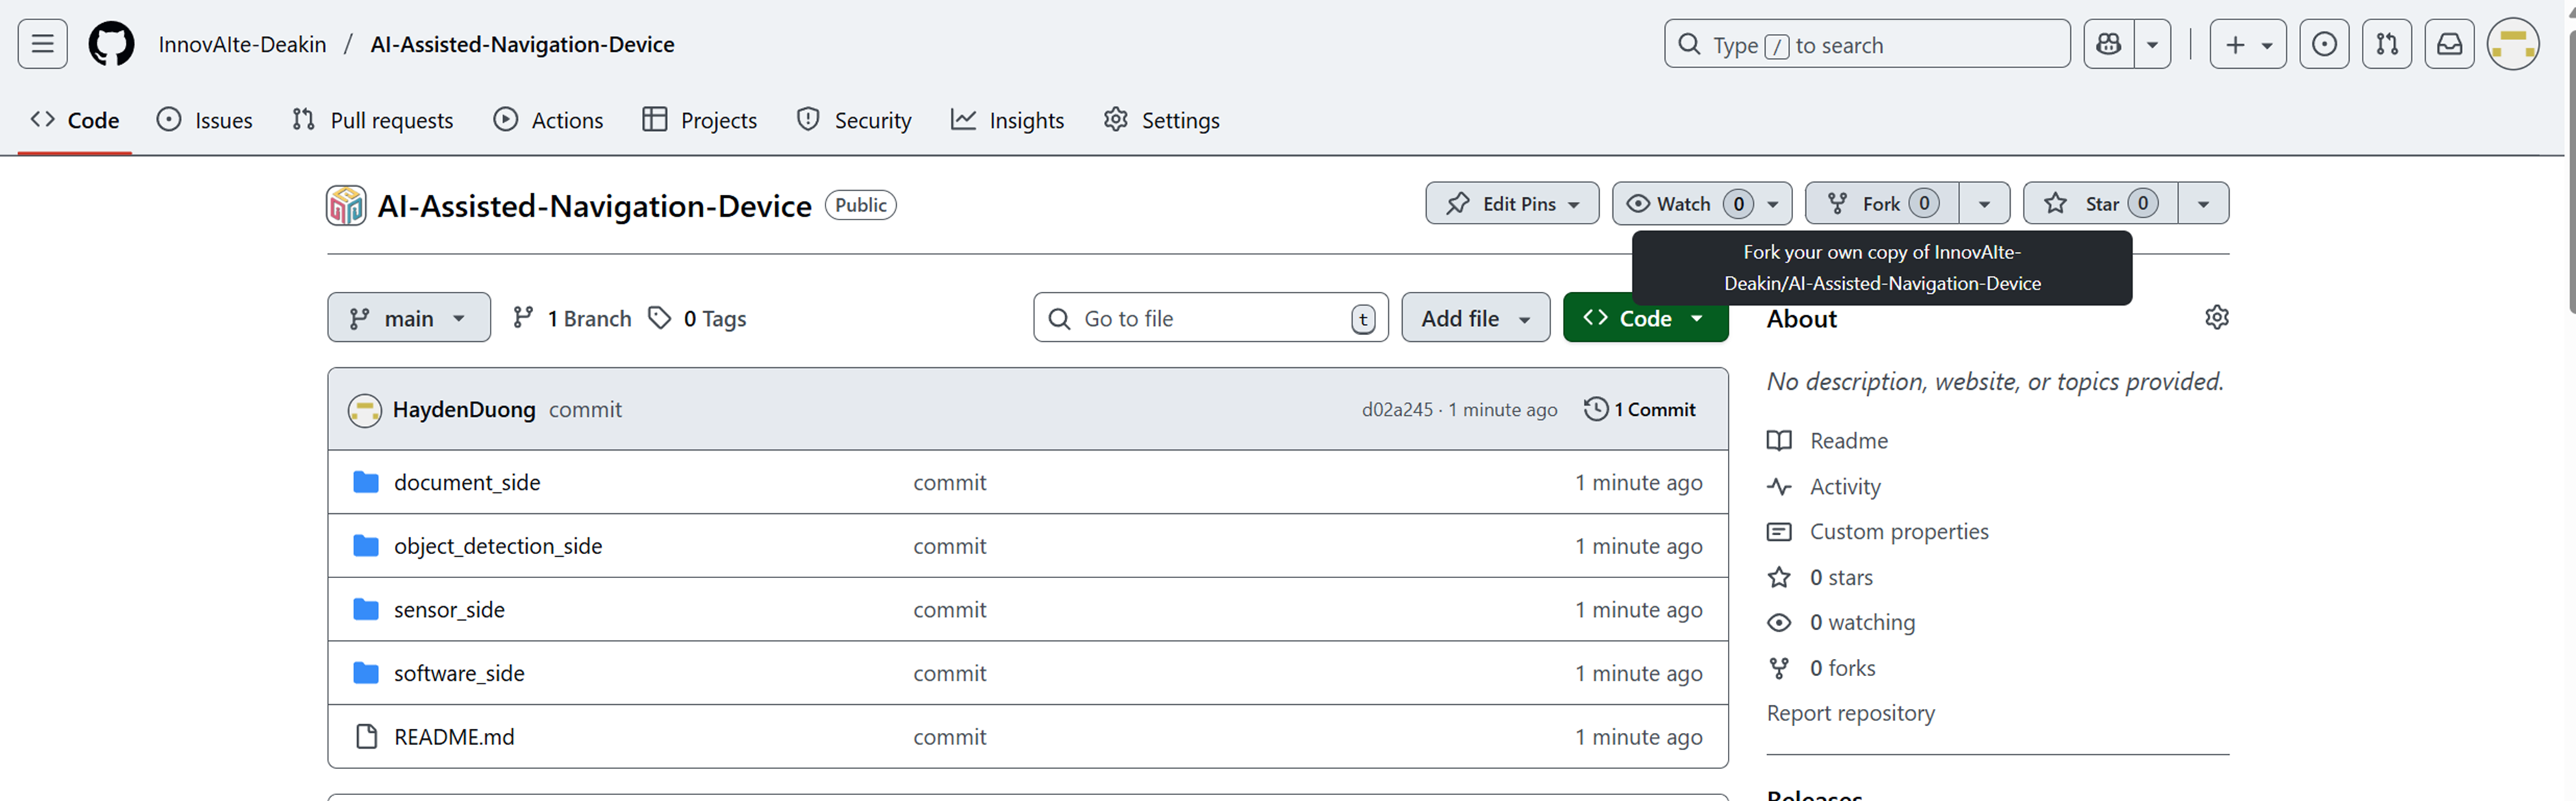 InnovAIte-Deakin / AI-Assisted-Navigation-Device
Type / to search
Code Issues Pull requests Actions Projects Security Insights Settings
AI-Assisted-Navigation-Device Public
Edit Pins Watch 0 Fork 0 Star 0
Fork your own copy of InnovAIte-
Deakin/AI-Assisted-Navigation-Device
main 1 Branch 0 Tags Go to file t Add file Code
HaydenDuong commit d02a245 · 1 minute ago 1 Commit
document_side commit 1 minute ago
object_detection_side commit 1 minute ago
sensor_side commit 1 minute ago
software_side commit 1 minute ago
README.md commit 1 minute ago
About
No description, website, or topics provided.
Readme
Activity
Custom properties
0 stars
0 watching
0 forks
Report repository
Releases